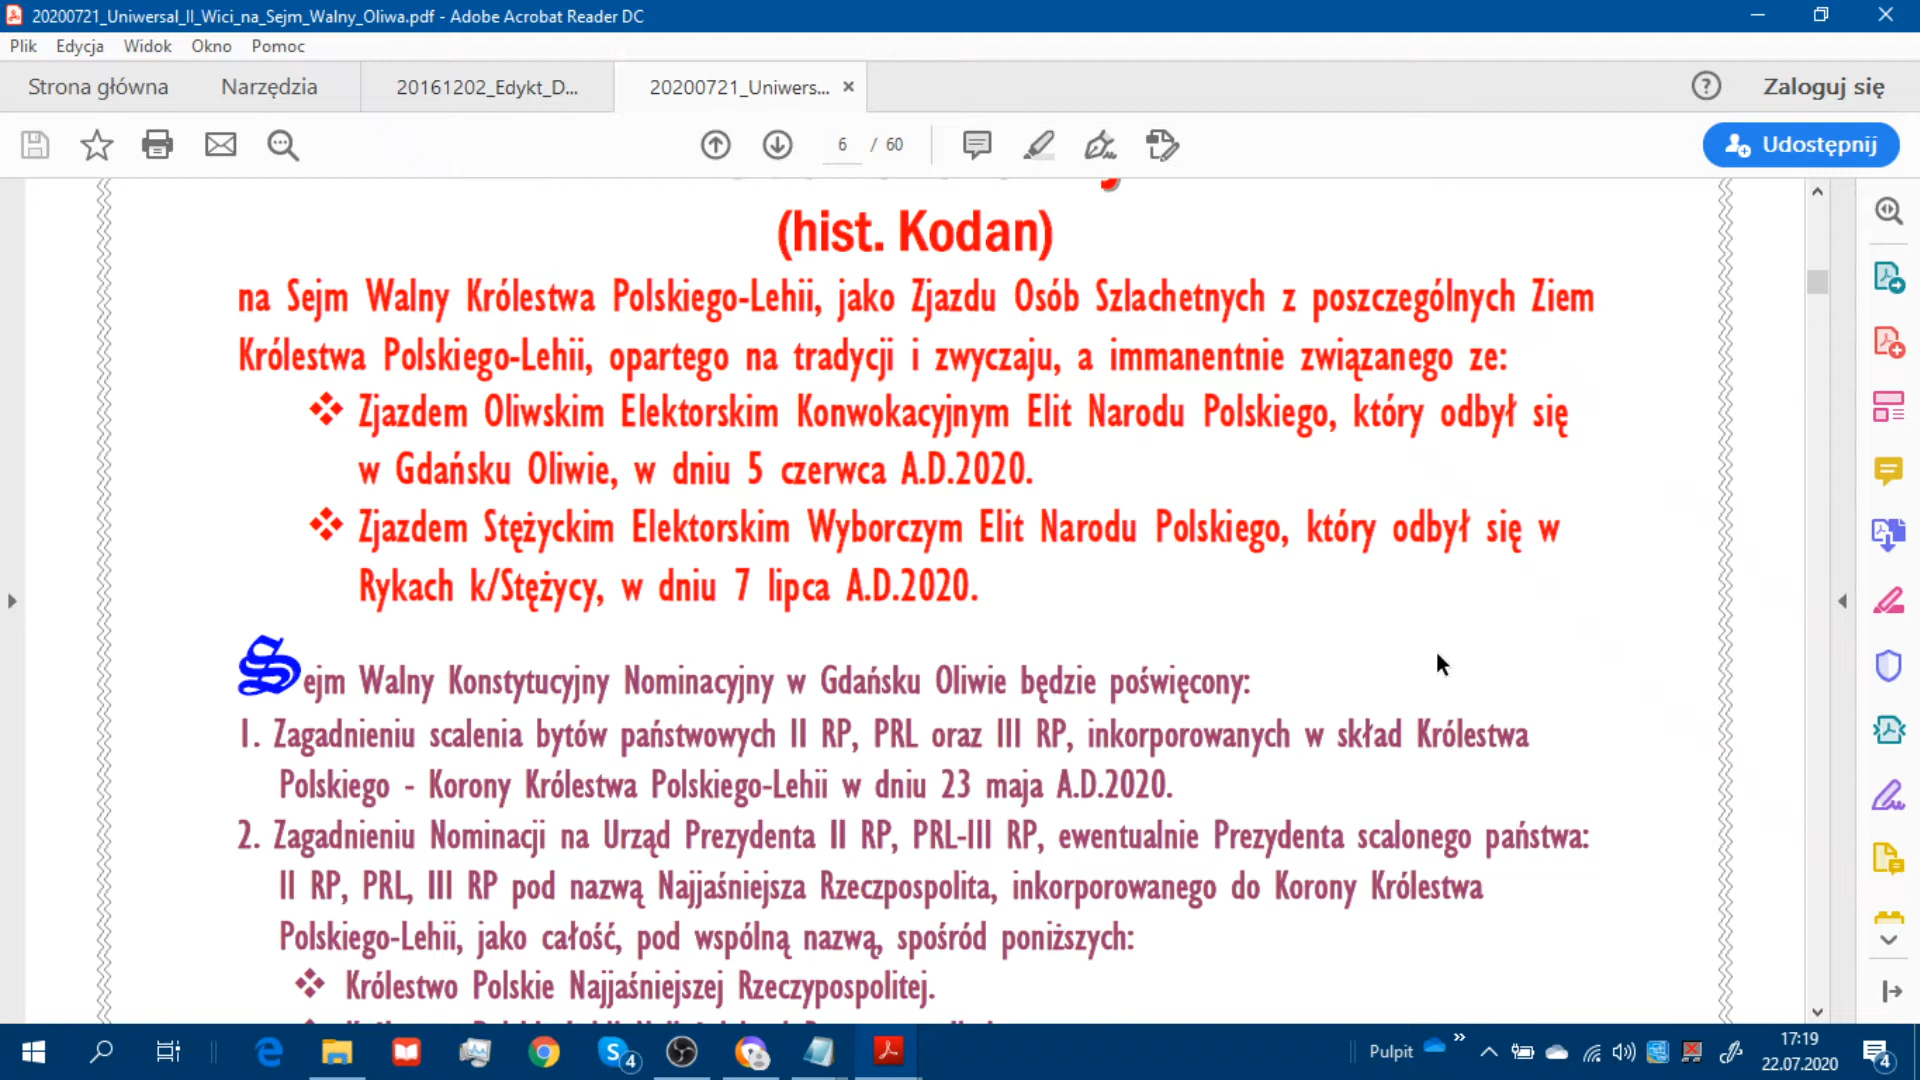 20200721_Uniwersal_II_Wici_na_Sejm_Walny_Oliwa.pdf - Adobe Acrobat Reader DC
Plik Edycja Widok Okno Pomoc
Strona główna Narzędzia 20161202_Edykt_D... 20200721_Uniwers... Zaloguj się
6 / 60 Udostępnij
(hist. Kodan)
na Sejm Walny Królestwa Polskiego-Lehii, jako Zjazdu Osób Szlachetnych z poszczególnych Ziem
Królestwa Polskiego-Lehii, opartego na tradycji i zwyczaju, a immanentnie związanego ze:
❖ Zjazdem Oliwskim Elektorskim Konwokacyjnym Elit Narodu Polskiego, który odbył się
w Gdańsku Oliwie, w dniu 5 czerwca A.D.2020.
❖ Zjazdem Stężyckim Elektorskim Wyborczym Elit Narodu Polskiego, który odbył się w
Rykach k/Stężycy, w dniu 7 lipca A.D.2020.
Sejm Walny Konstytucyjny Nominacyjny w Gdańsku Oliwie będzie poświęcony:
1. Zagadnieniu scalenia bytów państwowych II RP, PRL oraz III RP, inkorporowanych w skład Królestwa
Polskiego - Korony Królestwa Polskiego-Lehii w dniu 23 maja A.D.2020.
2. Zagadnieniu Nominacji na Urząd Prezydenta II RP, PRL-III RP, ewentualnie Prezydenta scalonego państwa:
II RP, PRL, III RP pod nazwą Najjaśniejsza Rzeczpospolita, inkorporowanego do Korony Królestwa
Polskiego-Lehii, jako całość, pod wspólną nazwą, spośród poniższych:
❖ Królestwo Polskie Najjaśniejszej Rzeczypospolitej.
Pulpit
17:19
22.07.2020
4
4